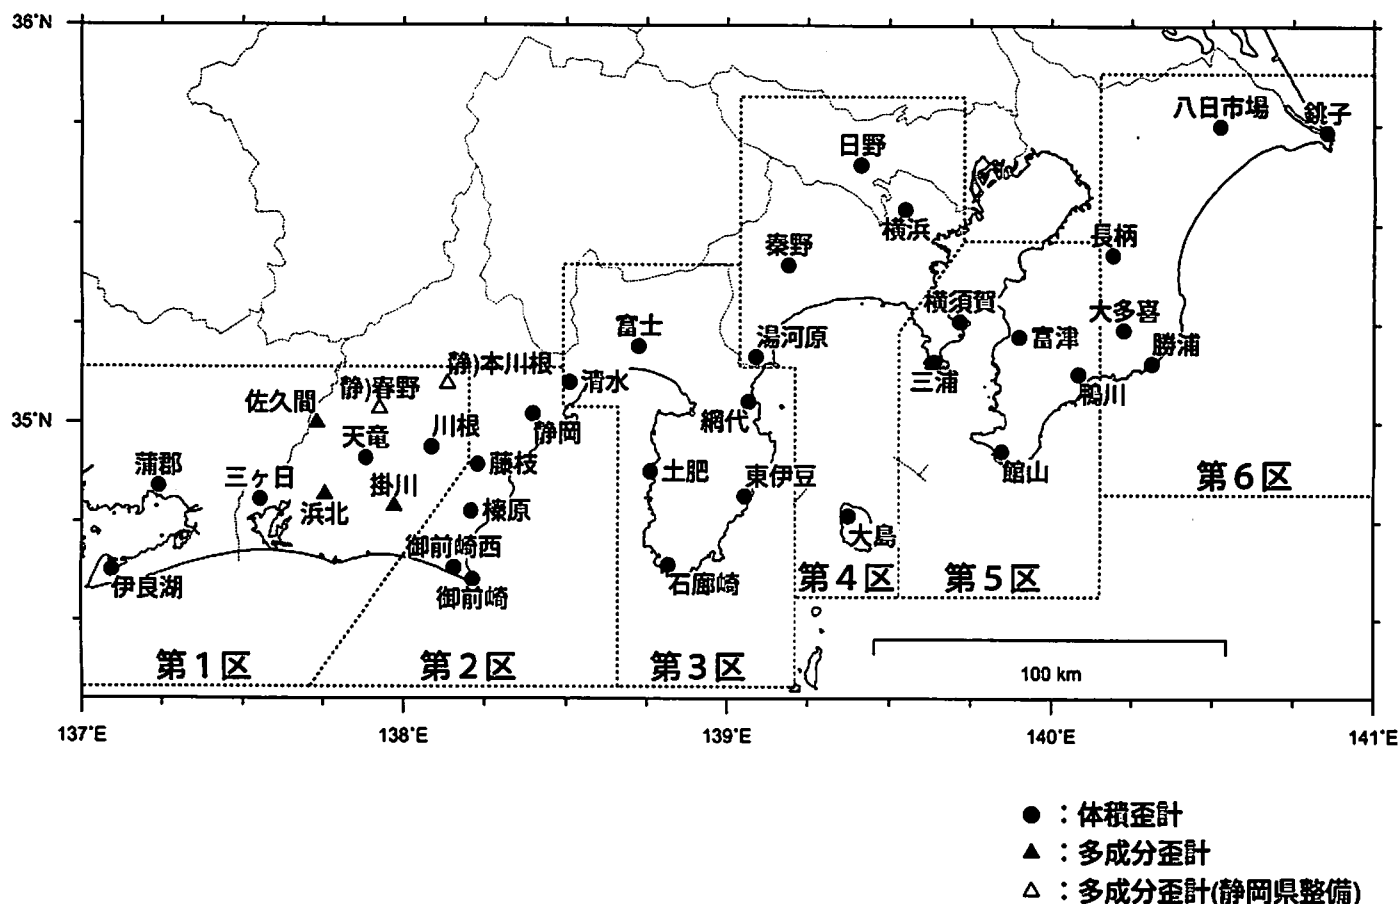 36°N
八日市場
銚子
日野
横浜
長柄
秦野
横須賀
大多喜
富士
湯河原
富津
勝浦
静)本川根
清水
三浦
静)春野
鴨川
佐久間
網代
川根
静岡
35°N
天竜
藤枝
土肥
東伊豆
館山
第6区
蒲郡
三ヶ日
掛川
浜北
榛原
大島
御前崎西
伊良湖
御前崎
石廊崎
第4区
第5区
第1区
第2区
第3区
100 km
137°E
138°E
139°E
140°E
141°E
●：体積歪計
▲：多成分歪計
△：多成分歪計(静岡県整備)